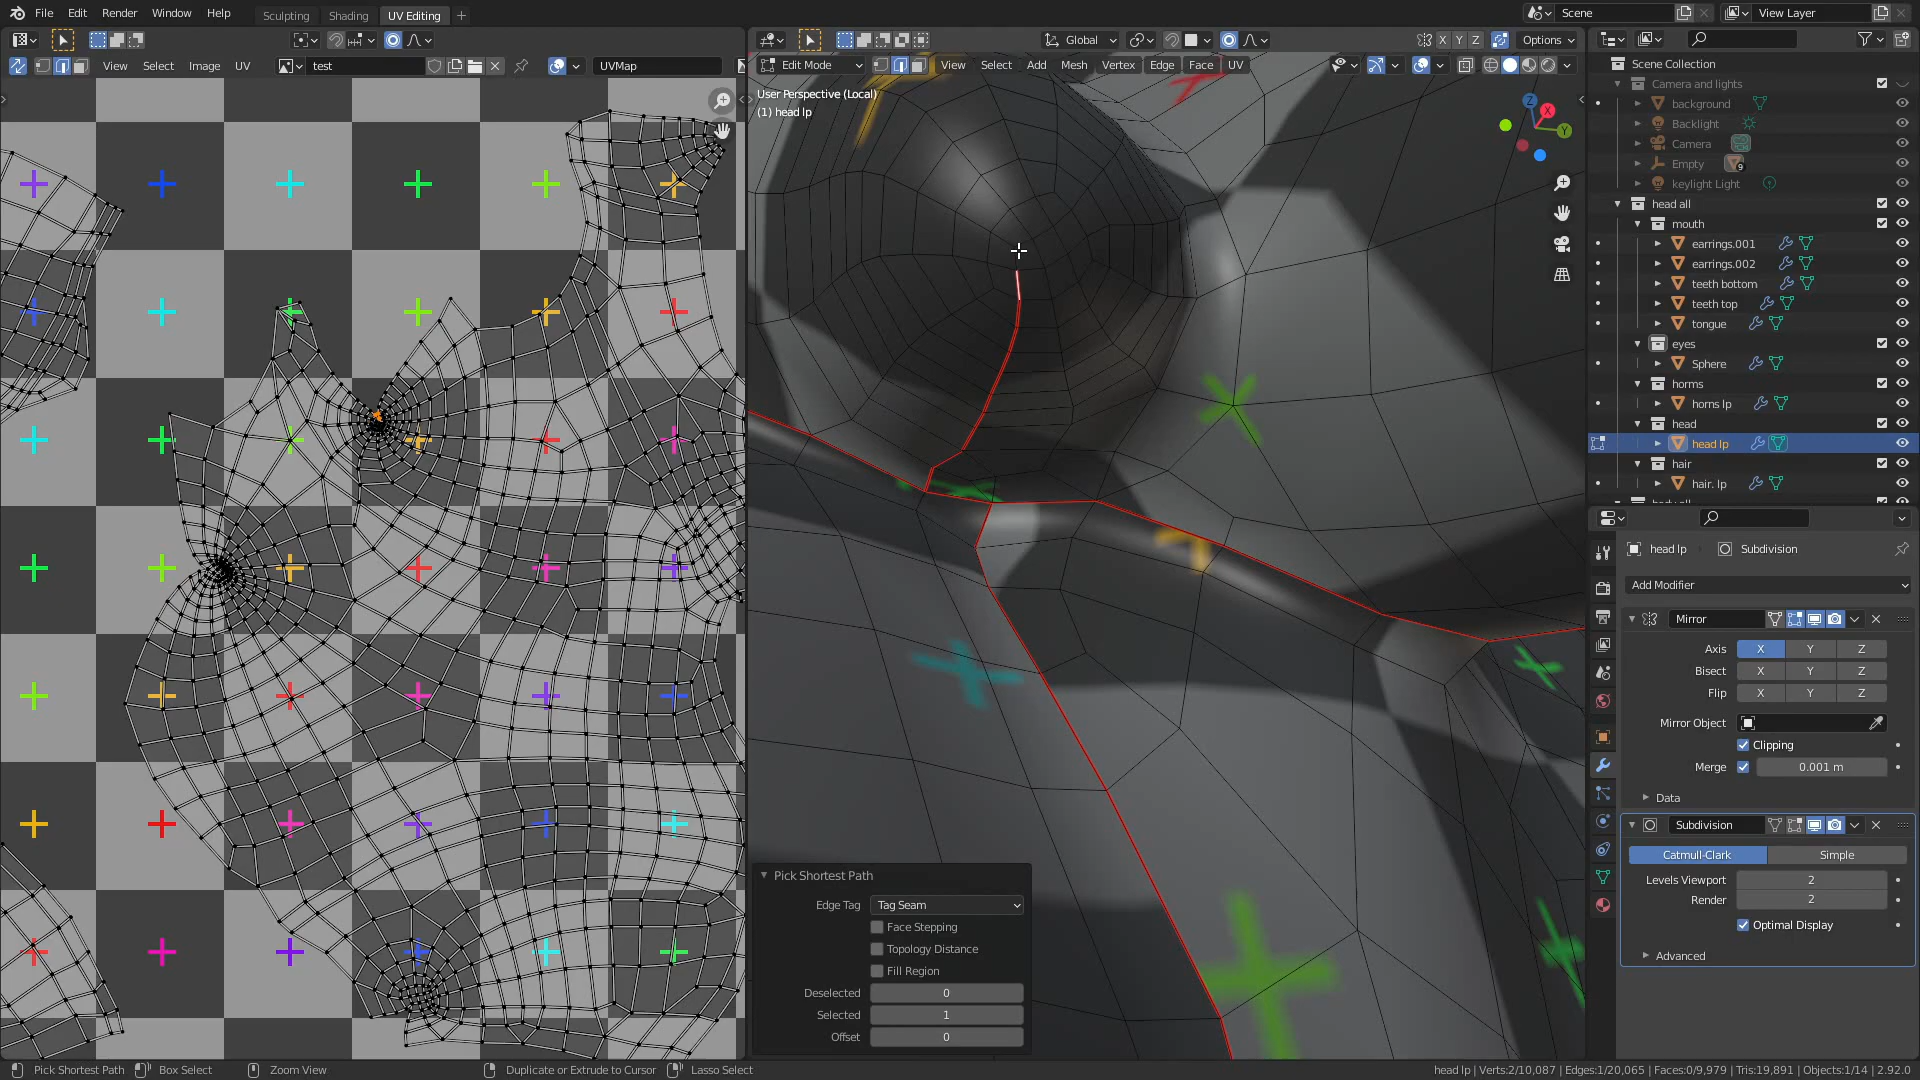 File Edit Render Window Help Sculpting Shading UV Editing + Scene View Layer
Global X Y Z Options
View Select Image UV test UVMap
Edit Mode View Select Add Mesh Vertex Edge Face UV
User Perspective (Local)
(1) head lp
Z X Y
Scene Collection
Camera and lights
background
Backlight
Camera
Empty 9
keylight Light
head all
mouth
earrings.001
earrings.002
teeth bottom
teeth top
tongue
eyes
Sphere
horns
horns lp
head
head lp
hair
hair. lp
head lp Subdivision
Add Modifier
Mirror
Axis X Y Z
Bisect X Y Z
Flip X Y Z
Mirror Object
Clipping
Merge 0.001 m
Data
Subdivision
Catmull-Clark Simple
Levels Viewport 2
Render 2
Optimal Display
Advanced
Pick Shortest Path
Edge Tag Tag Seam
Face Stepping
Topology Distance
Fill Region
Deselected 0
Selected 1
Offset 0
Pick Shortest Path Box Select Zoom View Duplicate or Extrude to Cursor Lasso Select head lp | Verts:2/10,087 | Edges:1/20,065 | Faces:0/9,979 | Tris:19,891 | Objects:1/14 | 2.92.0